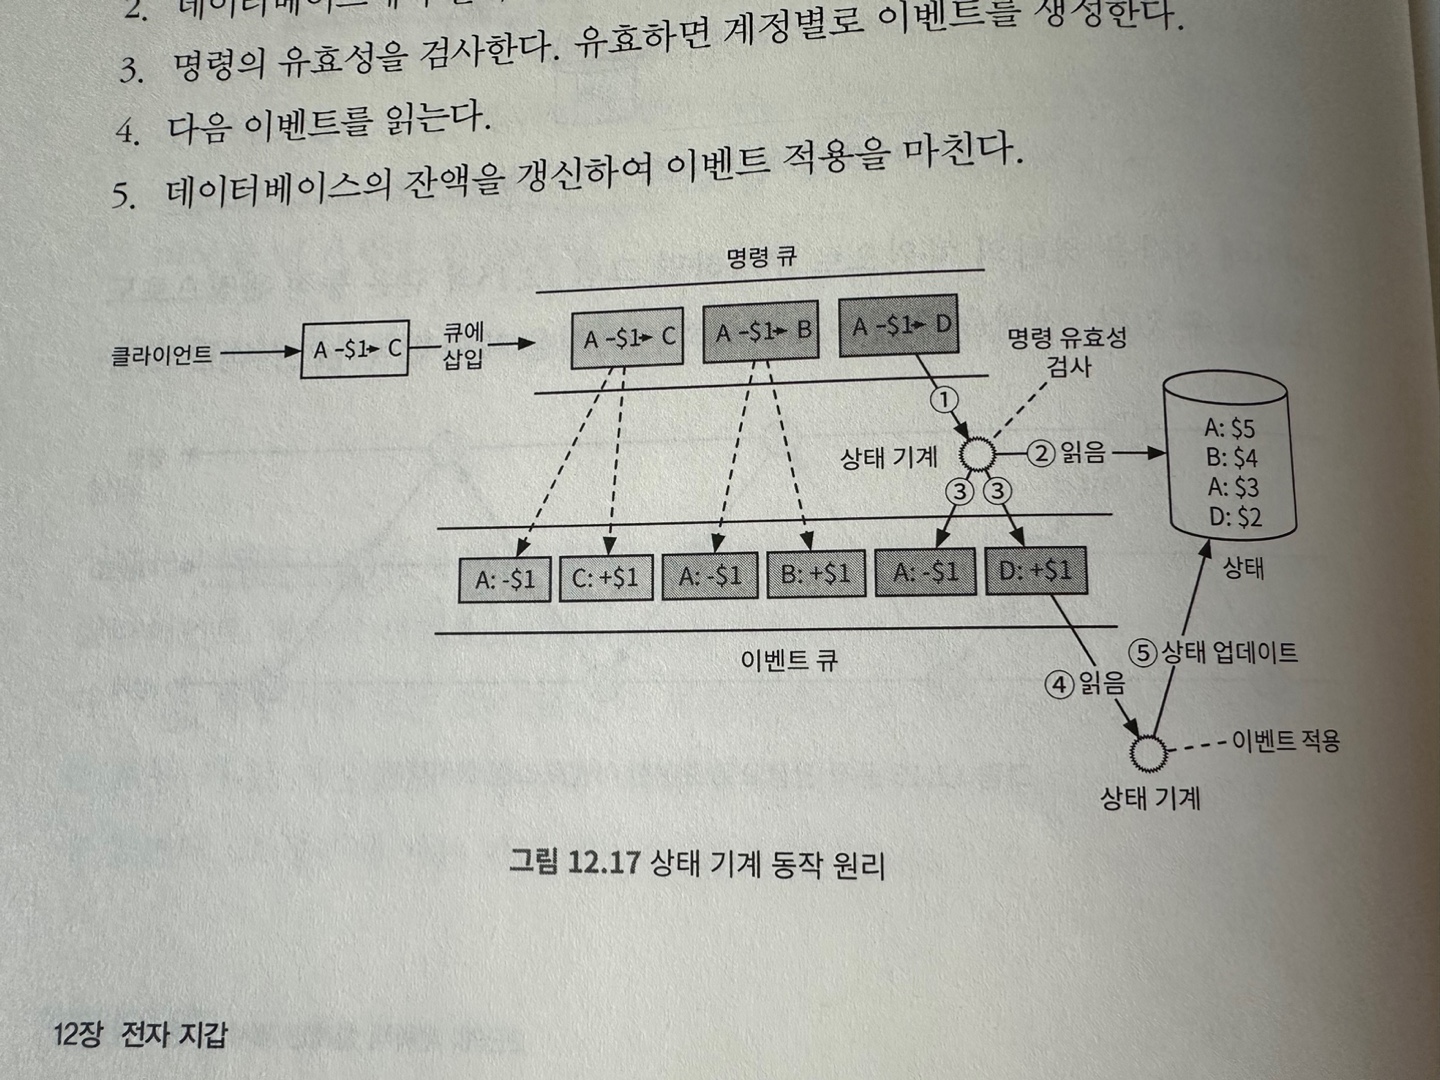 2. 데이터베이스에서
3. 명령의 유효성을 검사한다. 유효하면 계정별로 이벤트를 생성한다.
4. 다음 이벤트를 읽는다.
5. 데이터베이스의 잔액을 갱신하여 이벤트 적용을 마친다.
명령 큐
클라이언트
A -$1► C
큐에
삽입
A -$1► C
A -$1► B
A -$1► D
명령 유효성
검사
①
상태 기계
② 읽음
③ ③
A: $5
B: $4
A: $3
D: $2
상태
A: -$1
C: +$1
A: -$1
B: +$1
A: -$1
D: +$1
이벤트 큐
⑤ 상태 업데이트
④ 읽음
이벤트 적용
상태 기계
그림 12.17 상태 기계 동작 원리
12장 전자 지갑